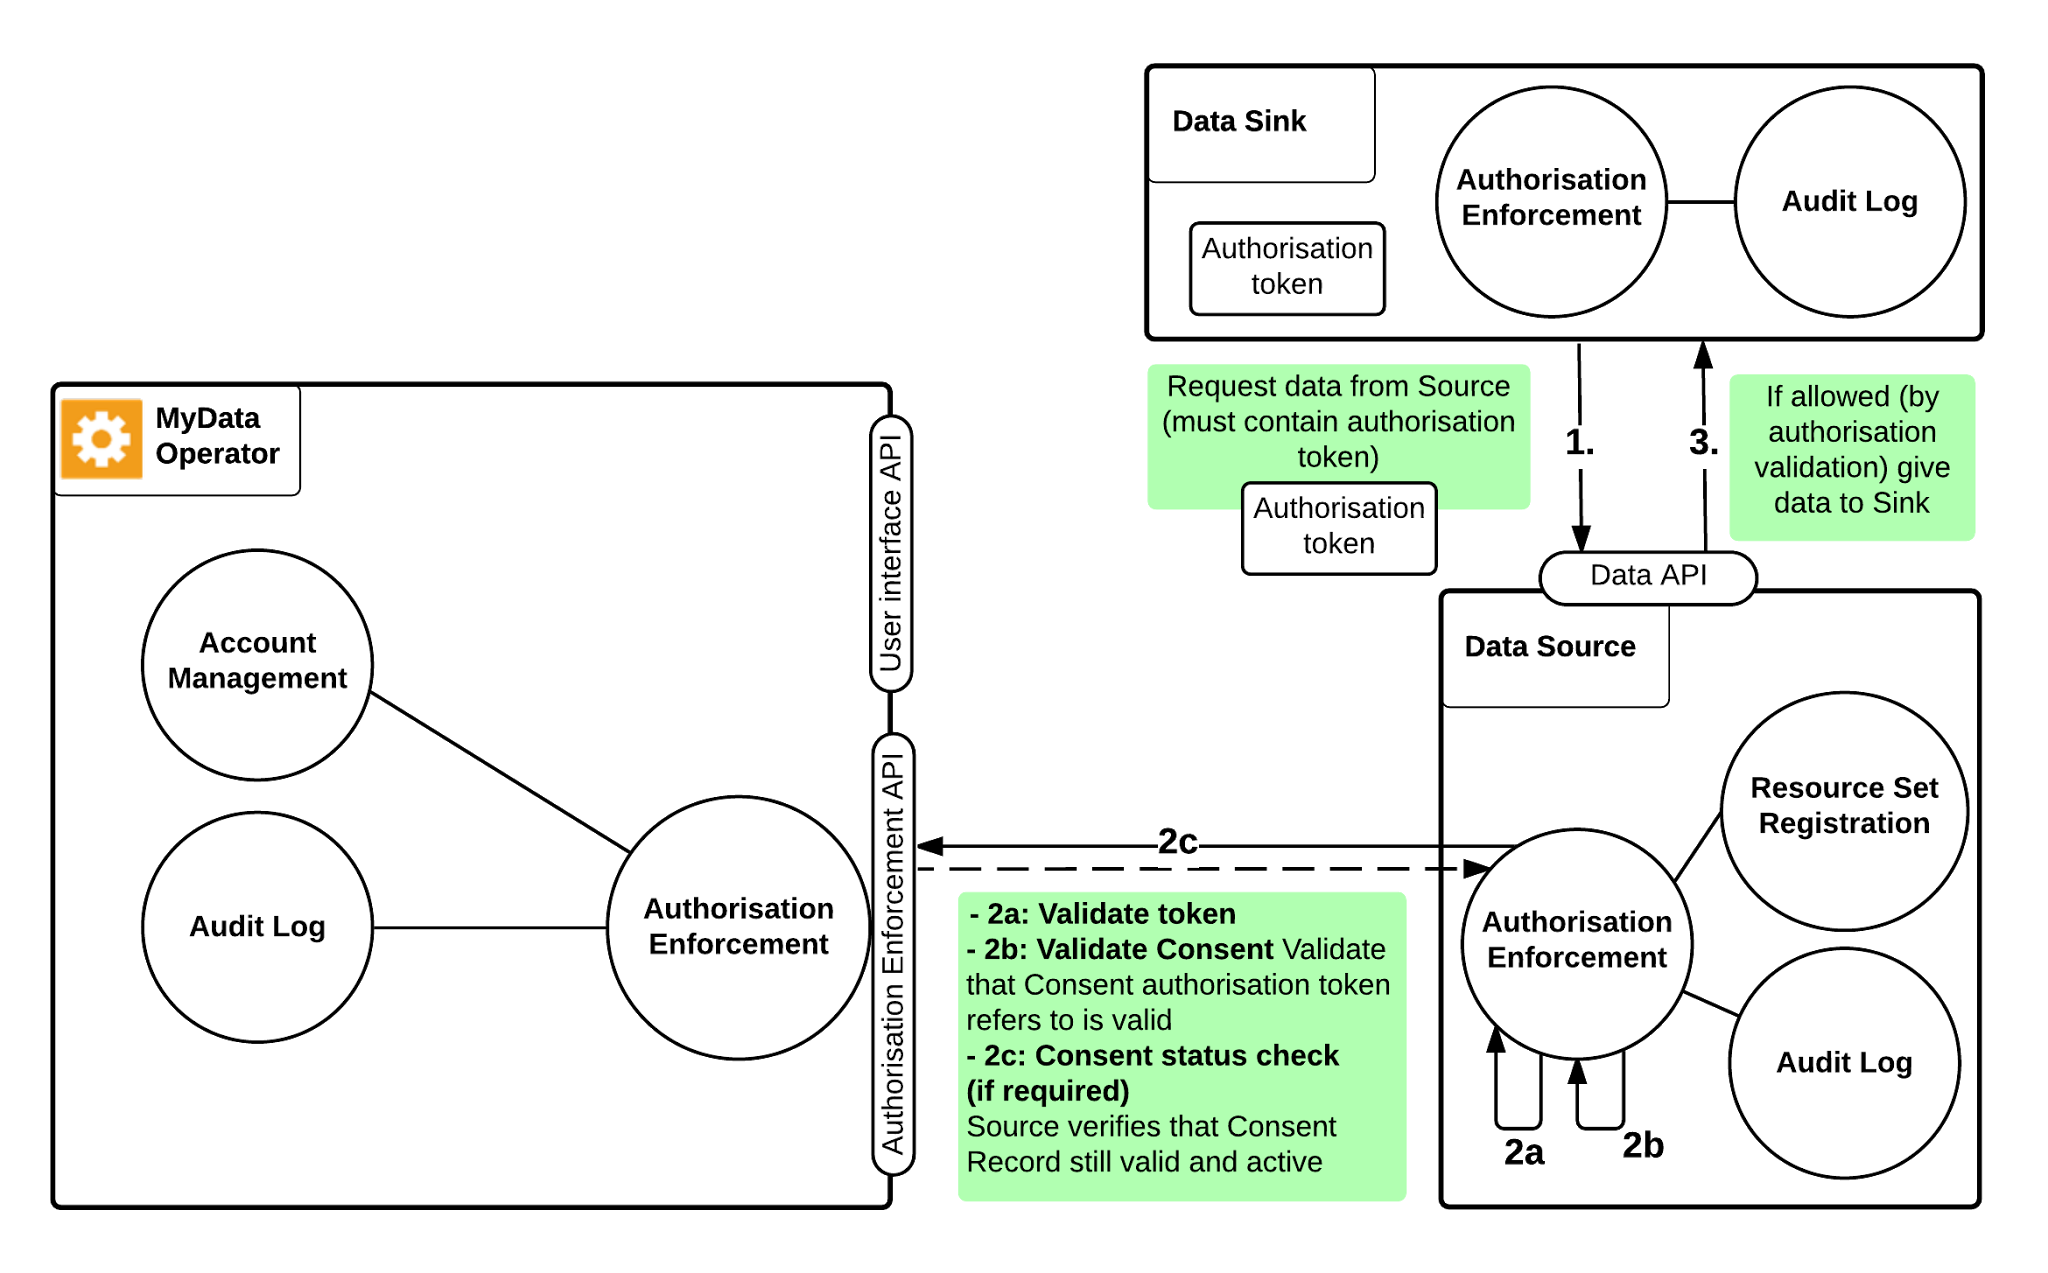 Data Sink
Authorisation
Enforcement
Audit Log
Authorisation
token
Request data from Source
(must contain authorisation
token)
Authorisation
token
1.
3.
If allowed (by
authorisation
validation) give
data to Sink
MyData
Operator
User interface API
Account
Management
Audit Log
Authorisation
Enforcement
Authorisation Enforcement API
2c
- 2a: Validate token
- 2b: Validate Consent Validate
that Consent authorisation token
refers to is valid
- 2c: Consent status check
(if required)
Source verifies that Consent
Record still valid and active
Data API
Data Source
Resource Set
Registration
Authorisation
Enforcement
Audit Log
2a
2b